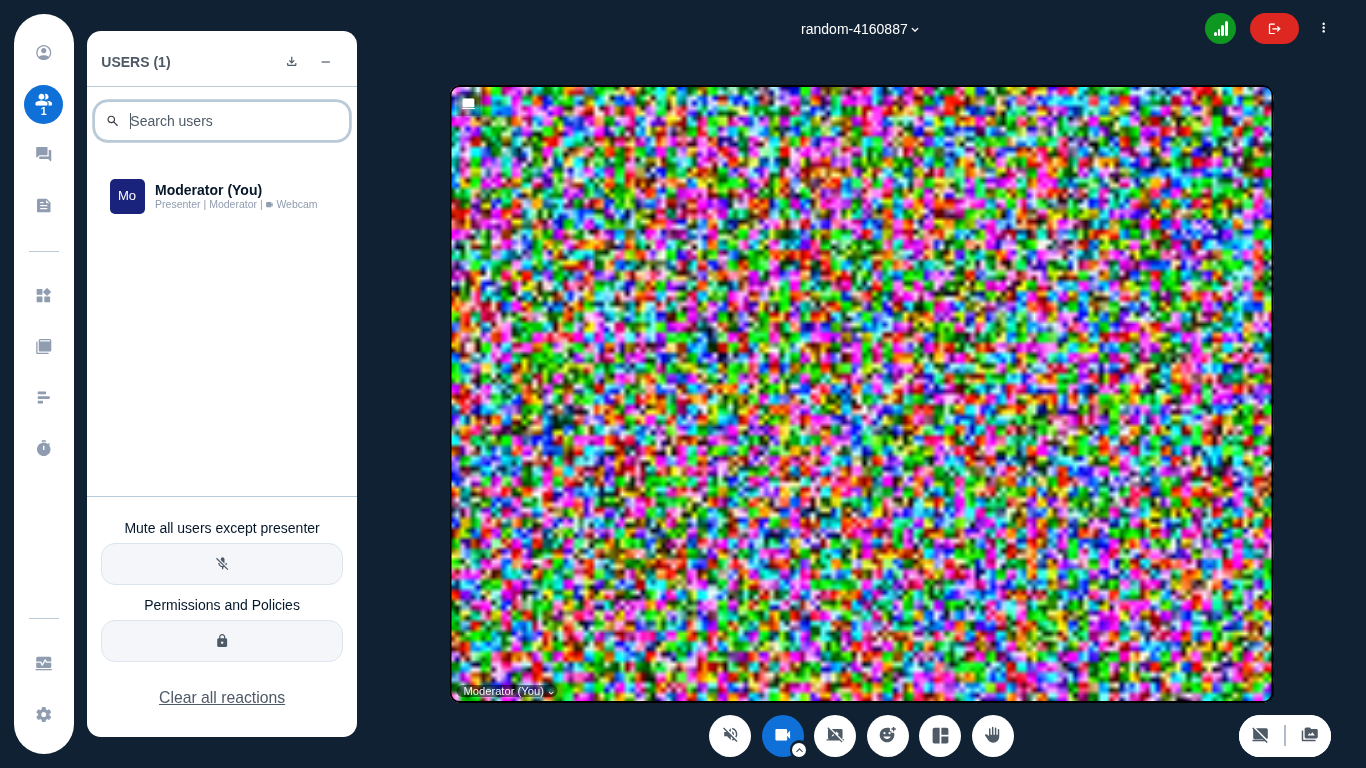 1
USERS (1)
Search users
Mo
Moderator (You)
Presenter | Moderator | Webcam
Mute all users except presenter
Permissions and Policies
Clear all reactions
random-4160887
Moderator (You)